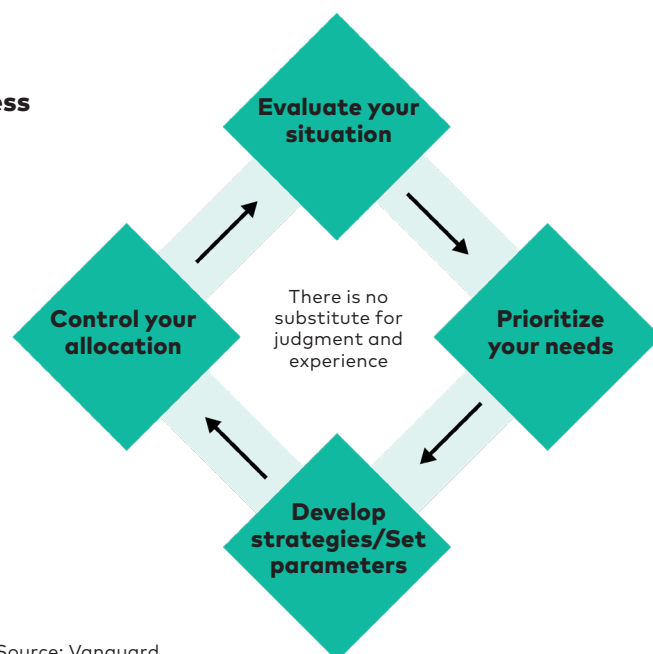 ess
Evaluate your
situation
Prioritize
your needs
Develop
strategies/Set
parameters
Control your
allocation
There is no
substitute for
judgment and
experience
Source: Vanguard